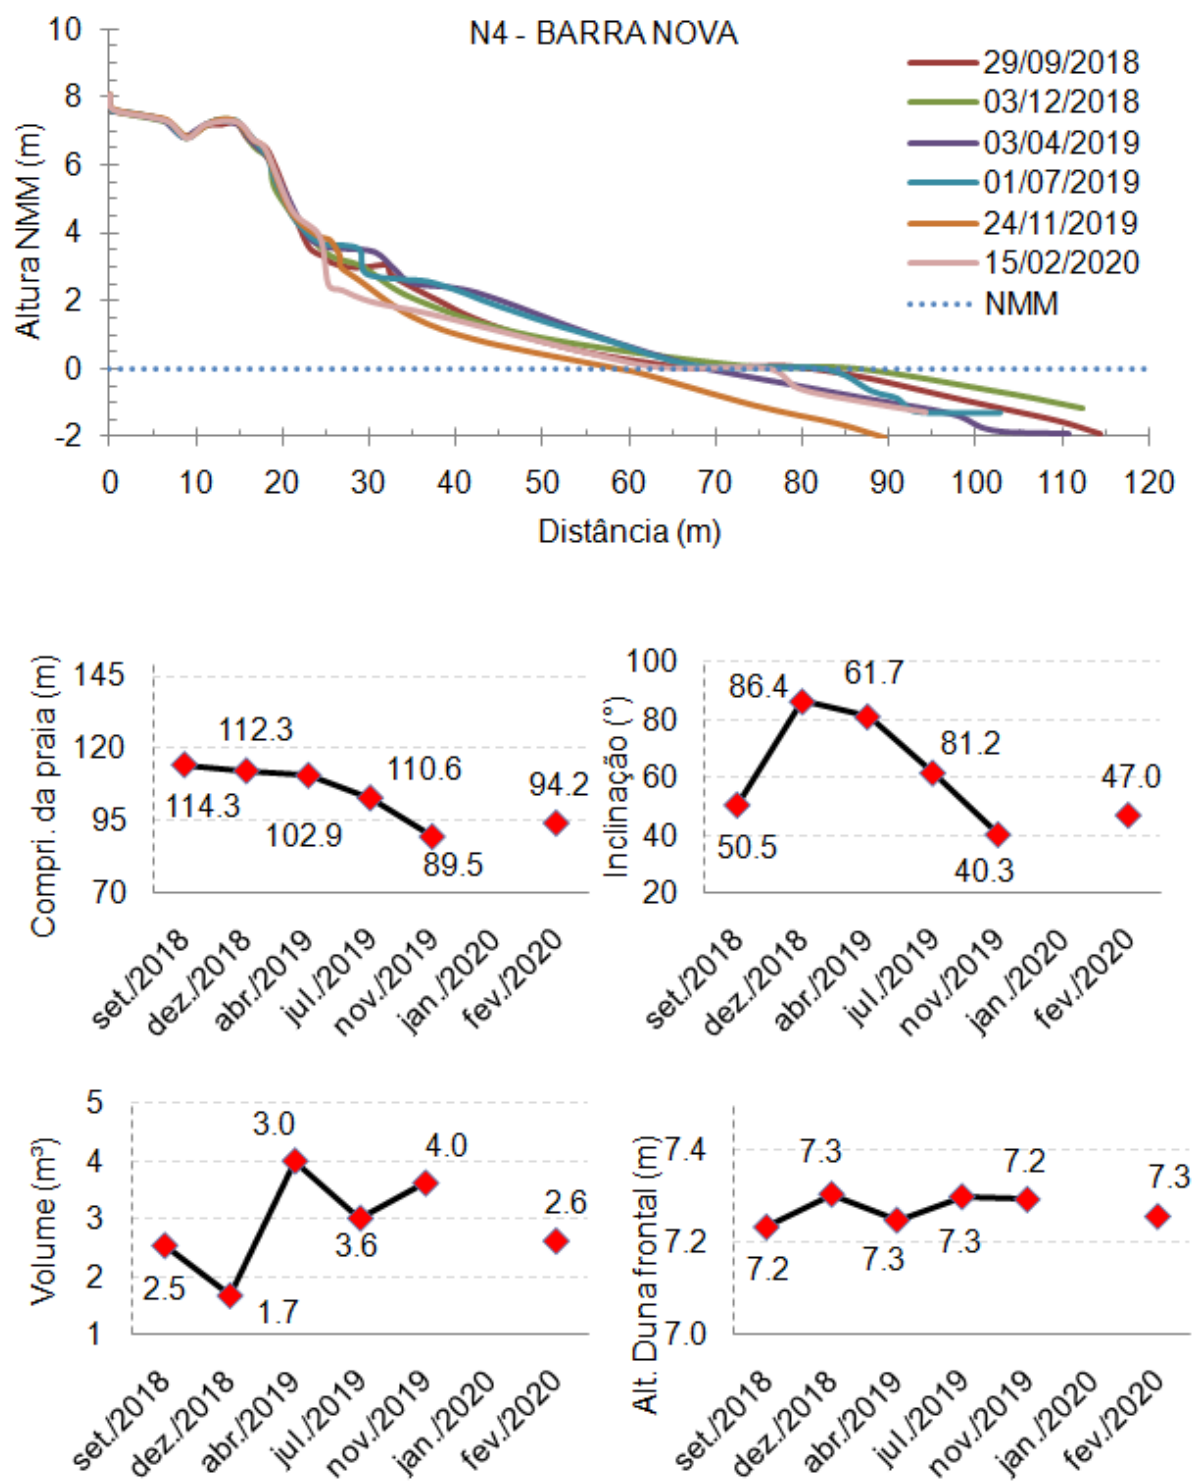 N4 - BARRA NOVA
Altura NMM (m)
10
8
6
4
2
0
-2
29/09/2018
03/12/2018
03/04/2019
01/07/2019
24/11/2019
15/02/2020
NMM
0 10 20 30 40 50 60 70 80 90 100 110 120
Distância (m)
Compri. da praia (m)
145
120
95
70
114.3
112.3
102.9
110.6
89.5
94.2
set./2018
dez./2018
abr./2019
jul./2019
nov./2019
jan./2020
fev./2020
Inclinação (°)
100
80
60
40
20
50.5
86.4
61.7
81.2
40.3
47.0
set./2018
dez./2018
abr./2019
jul./2019
nov./2019
jan./2020
fev./2020
Volume (m³)
5
4
3
2
1
2.5
1.7
3.0
3.6
4.0
2.6
set./2018
dez./2018
abr./2019
jul./2019
nov./2019
jan./2020
fev./2020
Alt. Duna frontal (m)
7.4
7.2
7.0
7.2
7.3
7.3
7.3
7.2
7.3
set./2018
dez./2018
abr./2019
jul./2019
nov./2019
jan./2020
fev./2020